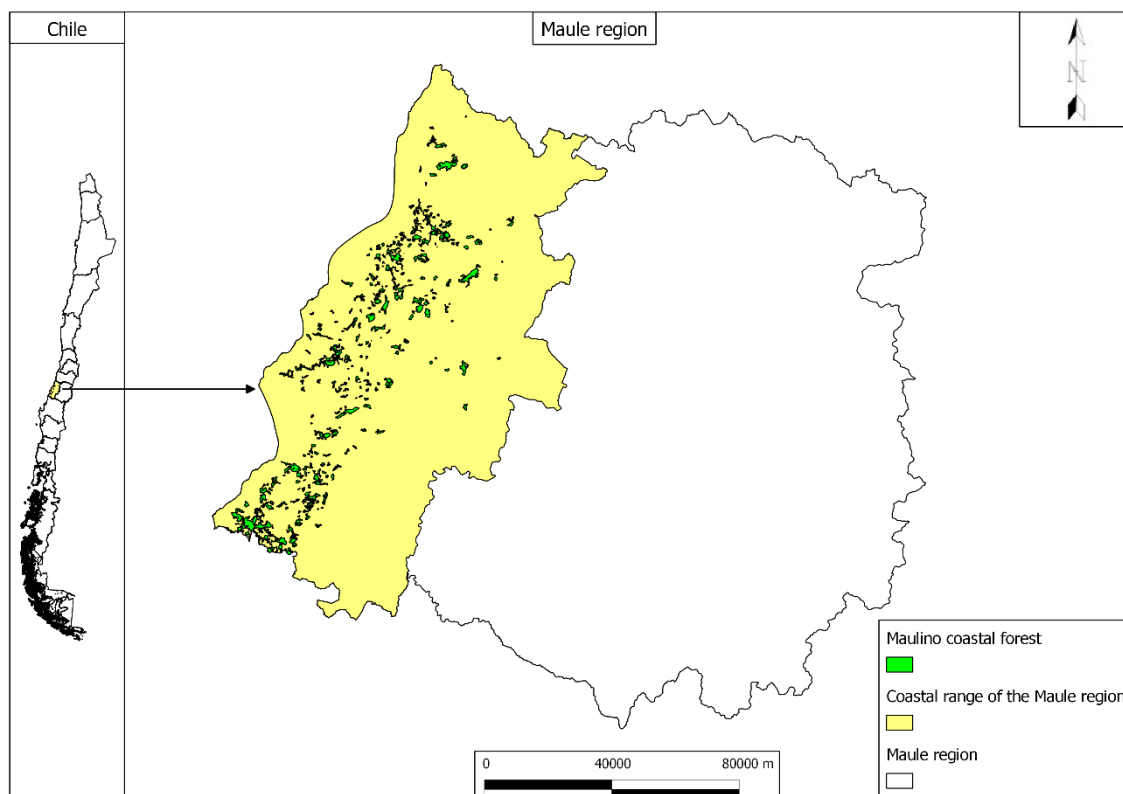 Chile
Maule region
N
Maulino coastal forest
Coastal range of the Maule region
Maule region
0 40000 80000 m